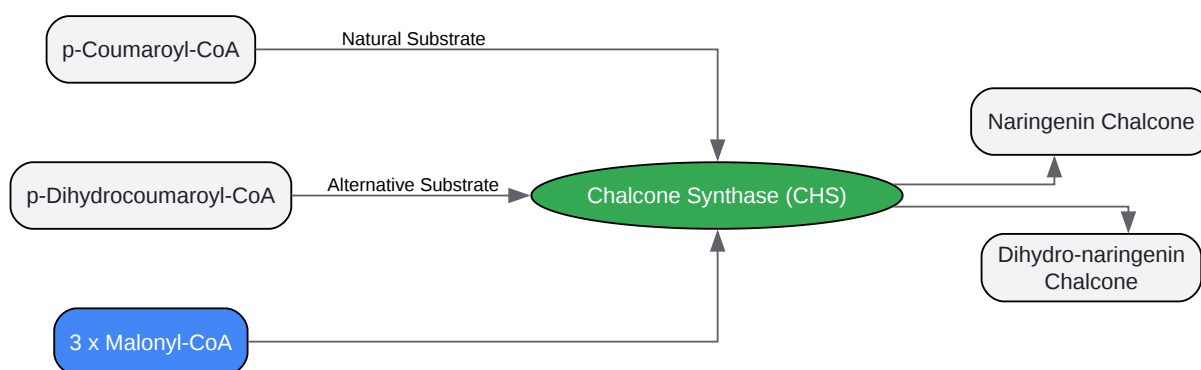 p-Coumaroyl-CoA
Natural Substrate
Naringenin Chalcone
p-Dihydrocoumaroyl-CoA
Alternative Substrate
Chalcone Synthase (CHS)
Dihydro-naringenin
Chalcone
3 x Malonyl-CoA